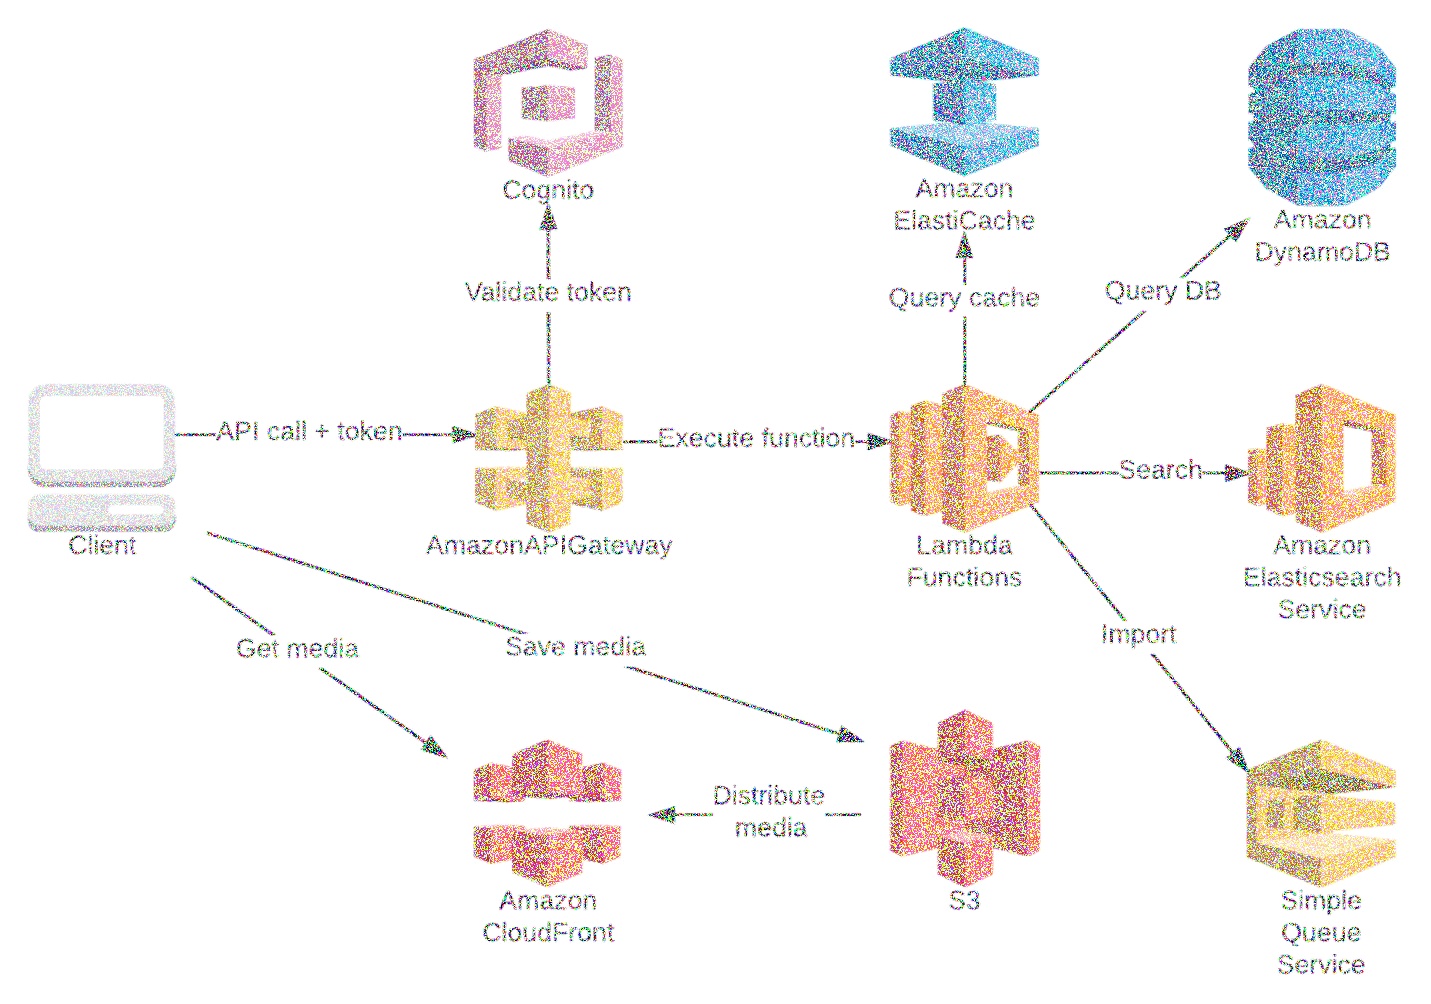 Cognito
Amazon
ElastiCache
Amazon
DynamoDB
Validate token
Query cache
Query DB
API call + token
Execute function
Search
Client
AmazonAPIGateway
Lambda
Functions
Amazon
Elasticsearch
Service
Get media
Save media
Import
Distribute
media
Amazon
CloudFront
S3
Simple
Queue
Service